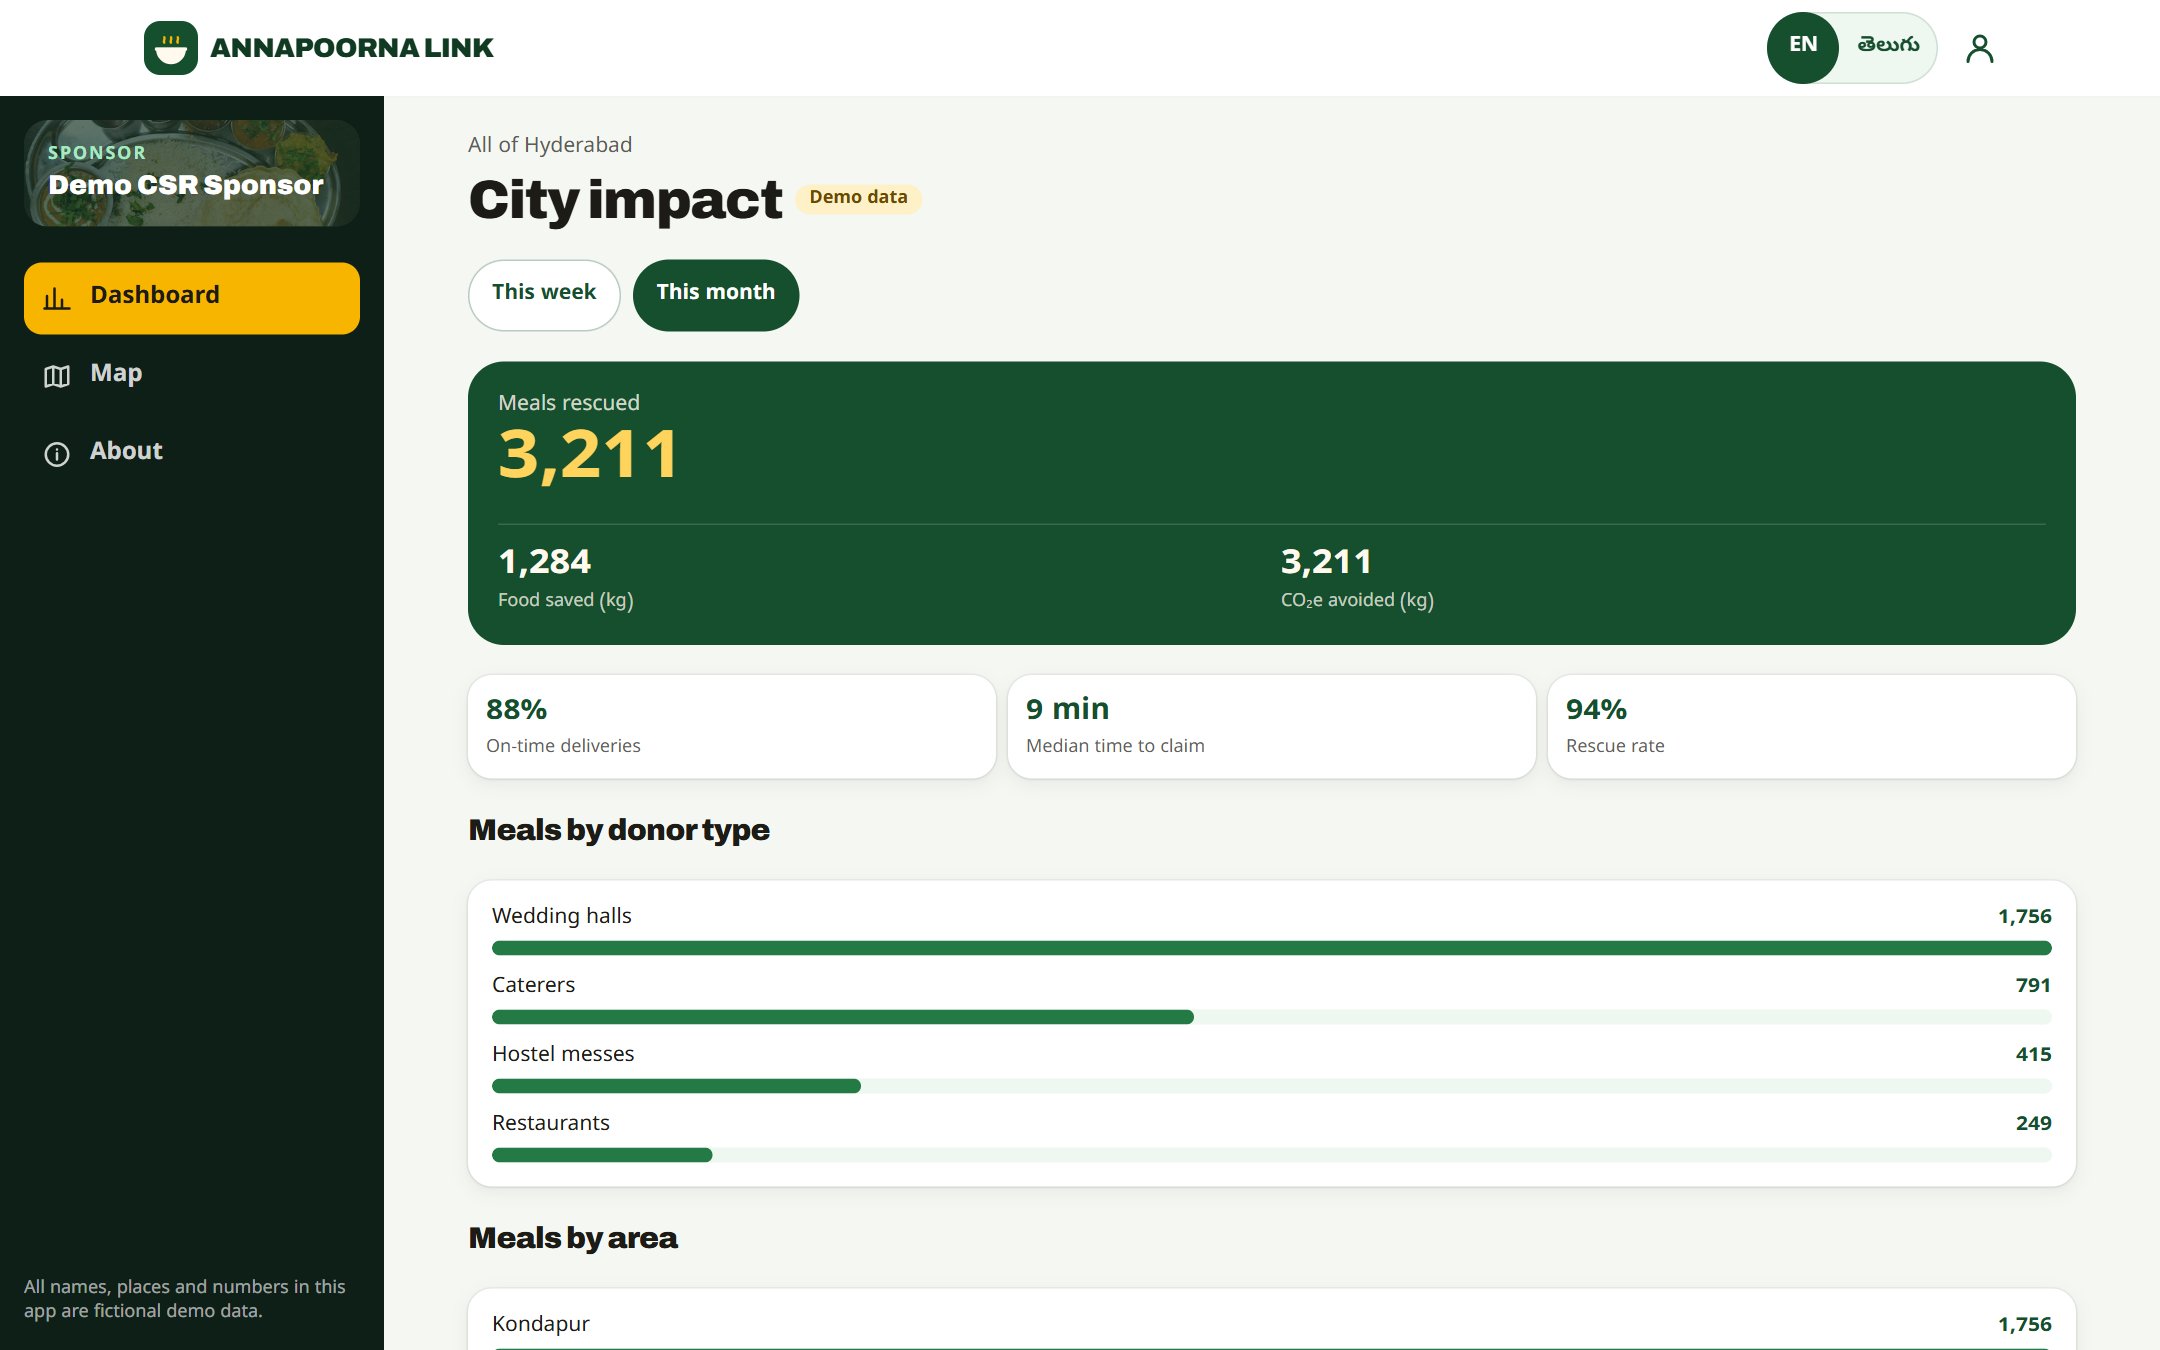 ANNAPOORNA LINK
EN
తెలుగు
SPONSOR
Demo CSR Sponsor
Dashboard
Map
About
All names, places and numbers in this
app are fictional demo data.
All of Hyderabad
City impact
Demo data
This week
This month
Meals rescued
3,211
1,284
Food saved (kg)
3,211
CO₂e avoided (kg)
88%
On-time deliveries
9 min
Median time to claim
94%
Rescue rate
Meals by donor type
Wedding halls 1,756
Caterers 791
Hostel messes 415
Restaurants 249
Meals by area
Kondapur 1,756